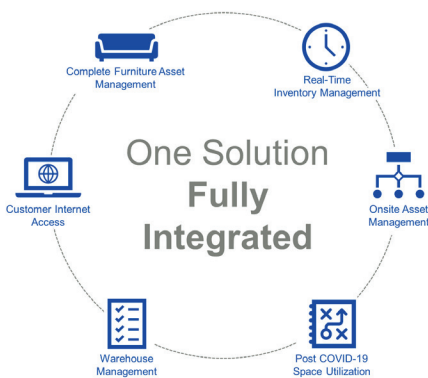 Complete Furniture Asset
Management
Real-Time
Inventory Management
One Solution
Fully
Integrated
Customer Internet
Access
Onsite Asset
Management
Warehouse
Management
Post COVID-19
Space Utilization